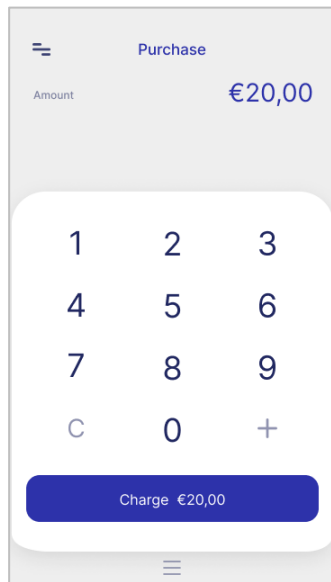 Purchase
Amount €20,00
1 2 3
4 5 6
7 8 9
C 0 +
Charge €20,00